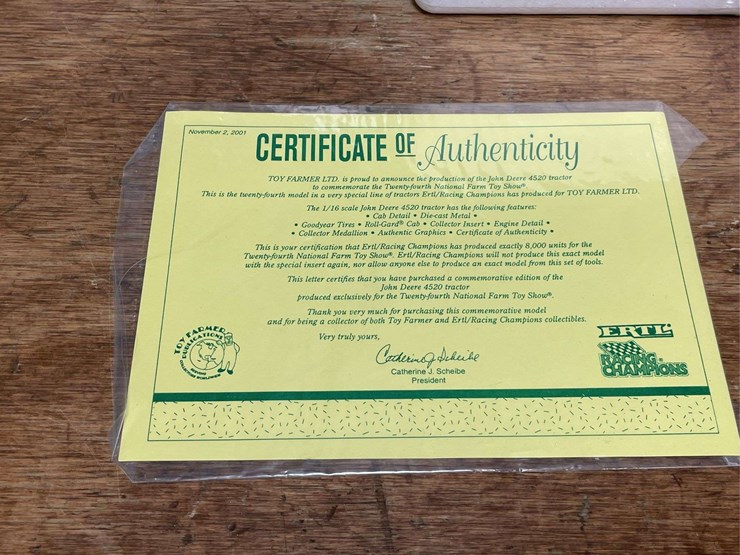 November 2, 2001
CERTIFICATE OF Authenticity
TOY FARMER LTD. is proud to announce the production of the John Deere 4520 tractor
to commemorate the Twenty-fourth National Farm Toy Show®.
This is the twenty-fourth model in a very special line of tractors Ertl/Racing Champions has produced for TOY FARMER LTD.
The 1/16 scale John Deere 4520 tractor has the following features:
• Cab Detail • Die-cast Metal •
• Goodyear Tires • Roll-Gard® Cab • Collector Insert • Engine Detail •
• Collector Medallion • Authentic Graphics • Certificate of Authenticity •
This is your certification that Ertl/Racing Champions has produced exactly 8,000 units for the
Twenty-fourth National Farm Toy Show®. Ertl/Racing Champions will not produce this exact model
with the special insert again, nor allow anyone else to produce an exact model from this set of tools.
This letter certifies that you have purchased a commemorative edition of the
John Deere 4520 tractor
produced exclusively for the Twenty-fourth National Farm Toy Show®.
Thank you very much for purchasing this commemorative model
and for being a collector of both Toy Farmer and Ertl/Racing Champions collectibles.
Very truly yours,
Catherine J. Scheibe
Catherine J. Scheibe
President
TOY FARMER
PUBLICATIONS
ERTL
RACING
CHAMPIONS